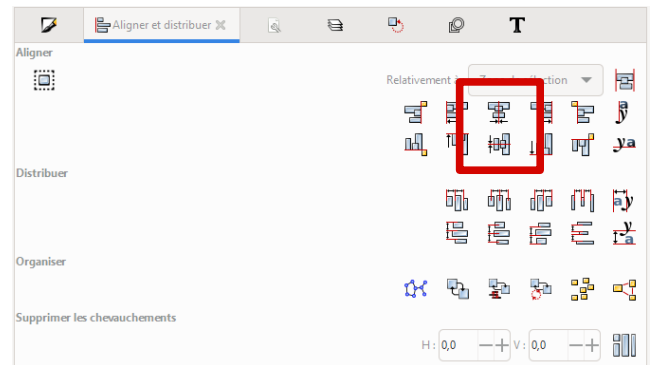 Aligner et distribuer
Aligner
Relativement à :
Distribuer
Organiser
Supprimer les chevauchements
H : 0,0 V : 0,0